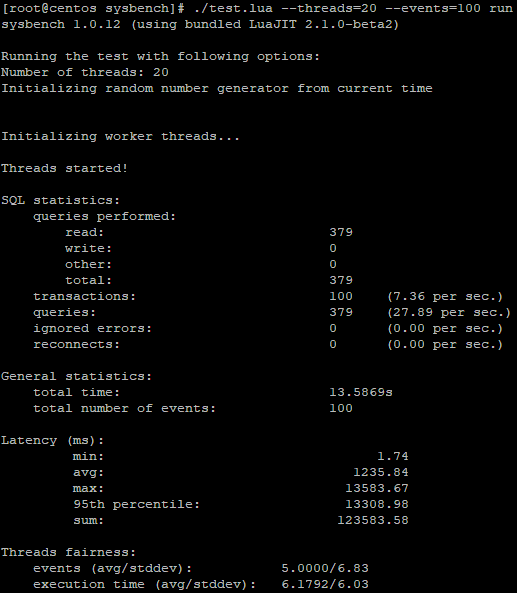 [root@centos sysbench]# ./test.lua --threads=20 --events=100 run
sysbench 1.0.12 (using bundled LuaJIT 2.1.0-beta2)
Running the test with following options:
Number of threads: 20
Initializing random number generator from current time
Initializing worker threads...
Threads started!
SQL statistics:
queries performed:
read: 379
write: 0
other: 0
total: 379
transactions: 100 (7.36 per sec.)
queries: 379 (27.89 per sec.)
ignored errors: 0 (0.00 per sec.)
reconnects: 0 (0.00 per sec.)
General statistics:
total time: 13.5869s
total number of events: 100
Latency (ms):
min: 1.74
avg: 1235.84
max: 13583.67
95th percentile: 13308.98
sum: 123583.58
Threads fairness:
events (avg/stddev): 5.0000/6.83
execution time (avg/stddev): 6.1792/6.03